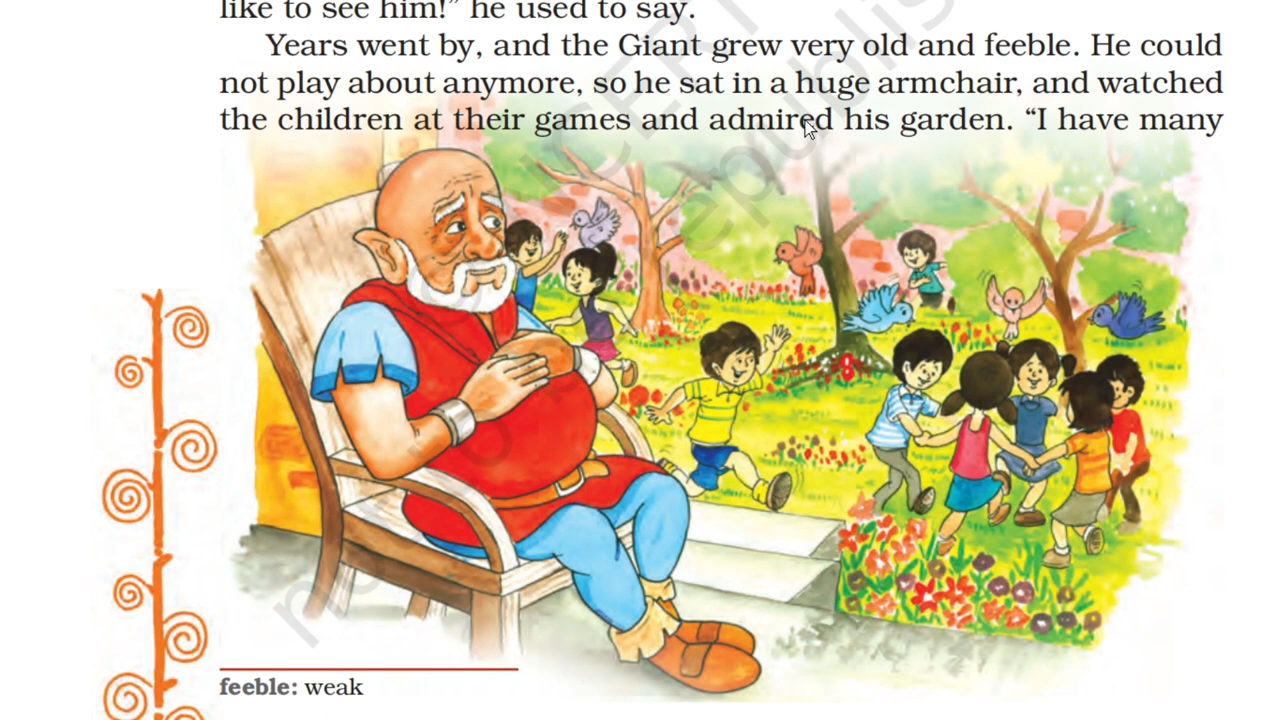 like to see him!” he used to say.
Years went by, and the Giant grew very old and feeble. He could
not play about anymore, so he sat in a huge armchair, and watched
the children at their games and admired his garden. “I have many
feeble: weak